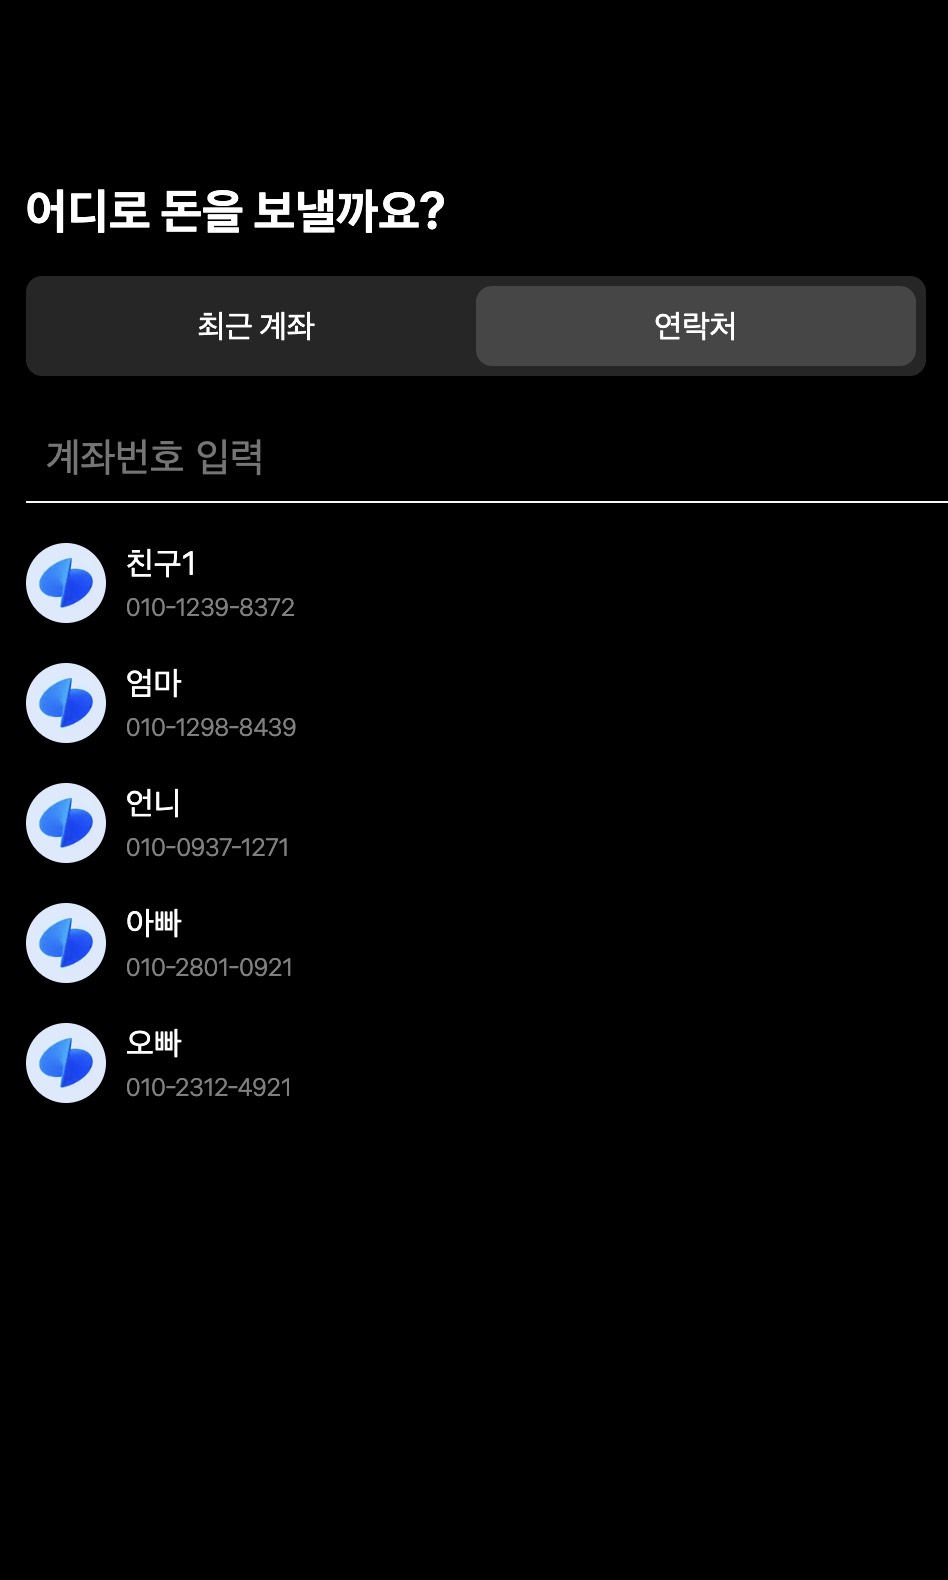 어디로 돈을 보낼까요?
최근 계좌 연락처
계좌번호 입력
친구1
010-1239-8372
엄마
010-1298-8439
언니
010-0937-1271
아빠
010-2801-0921
오빠
010-2312-4921